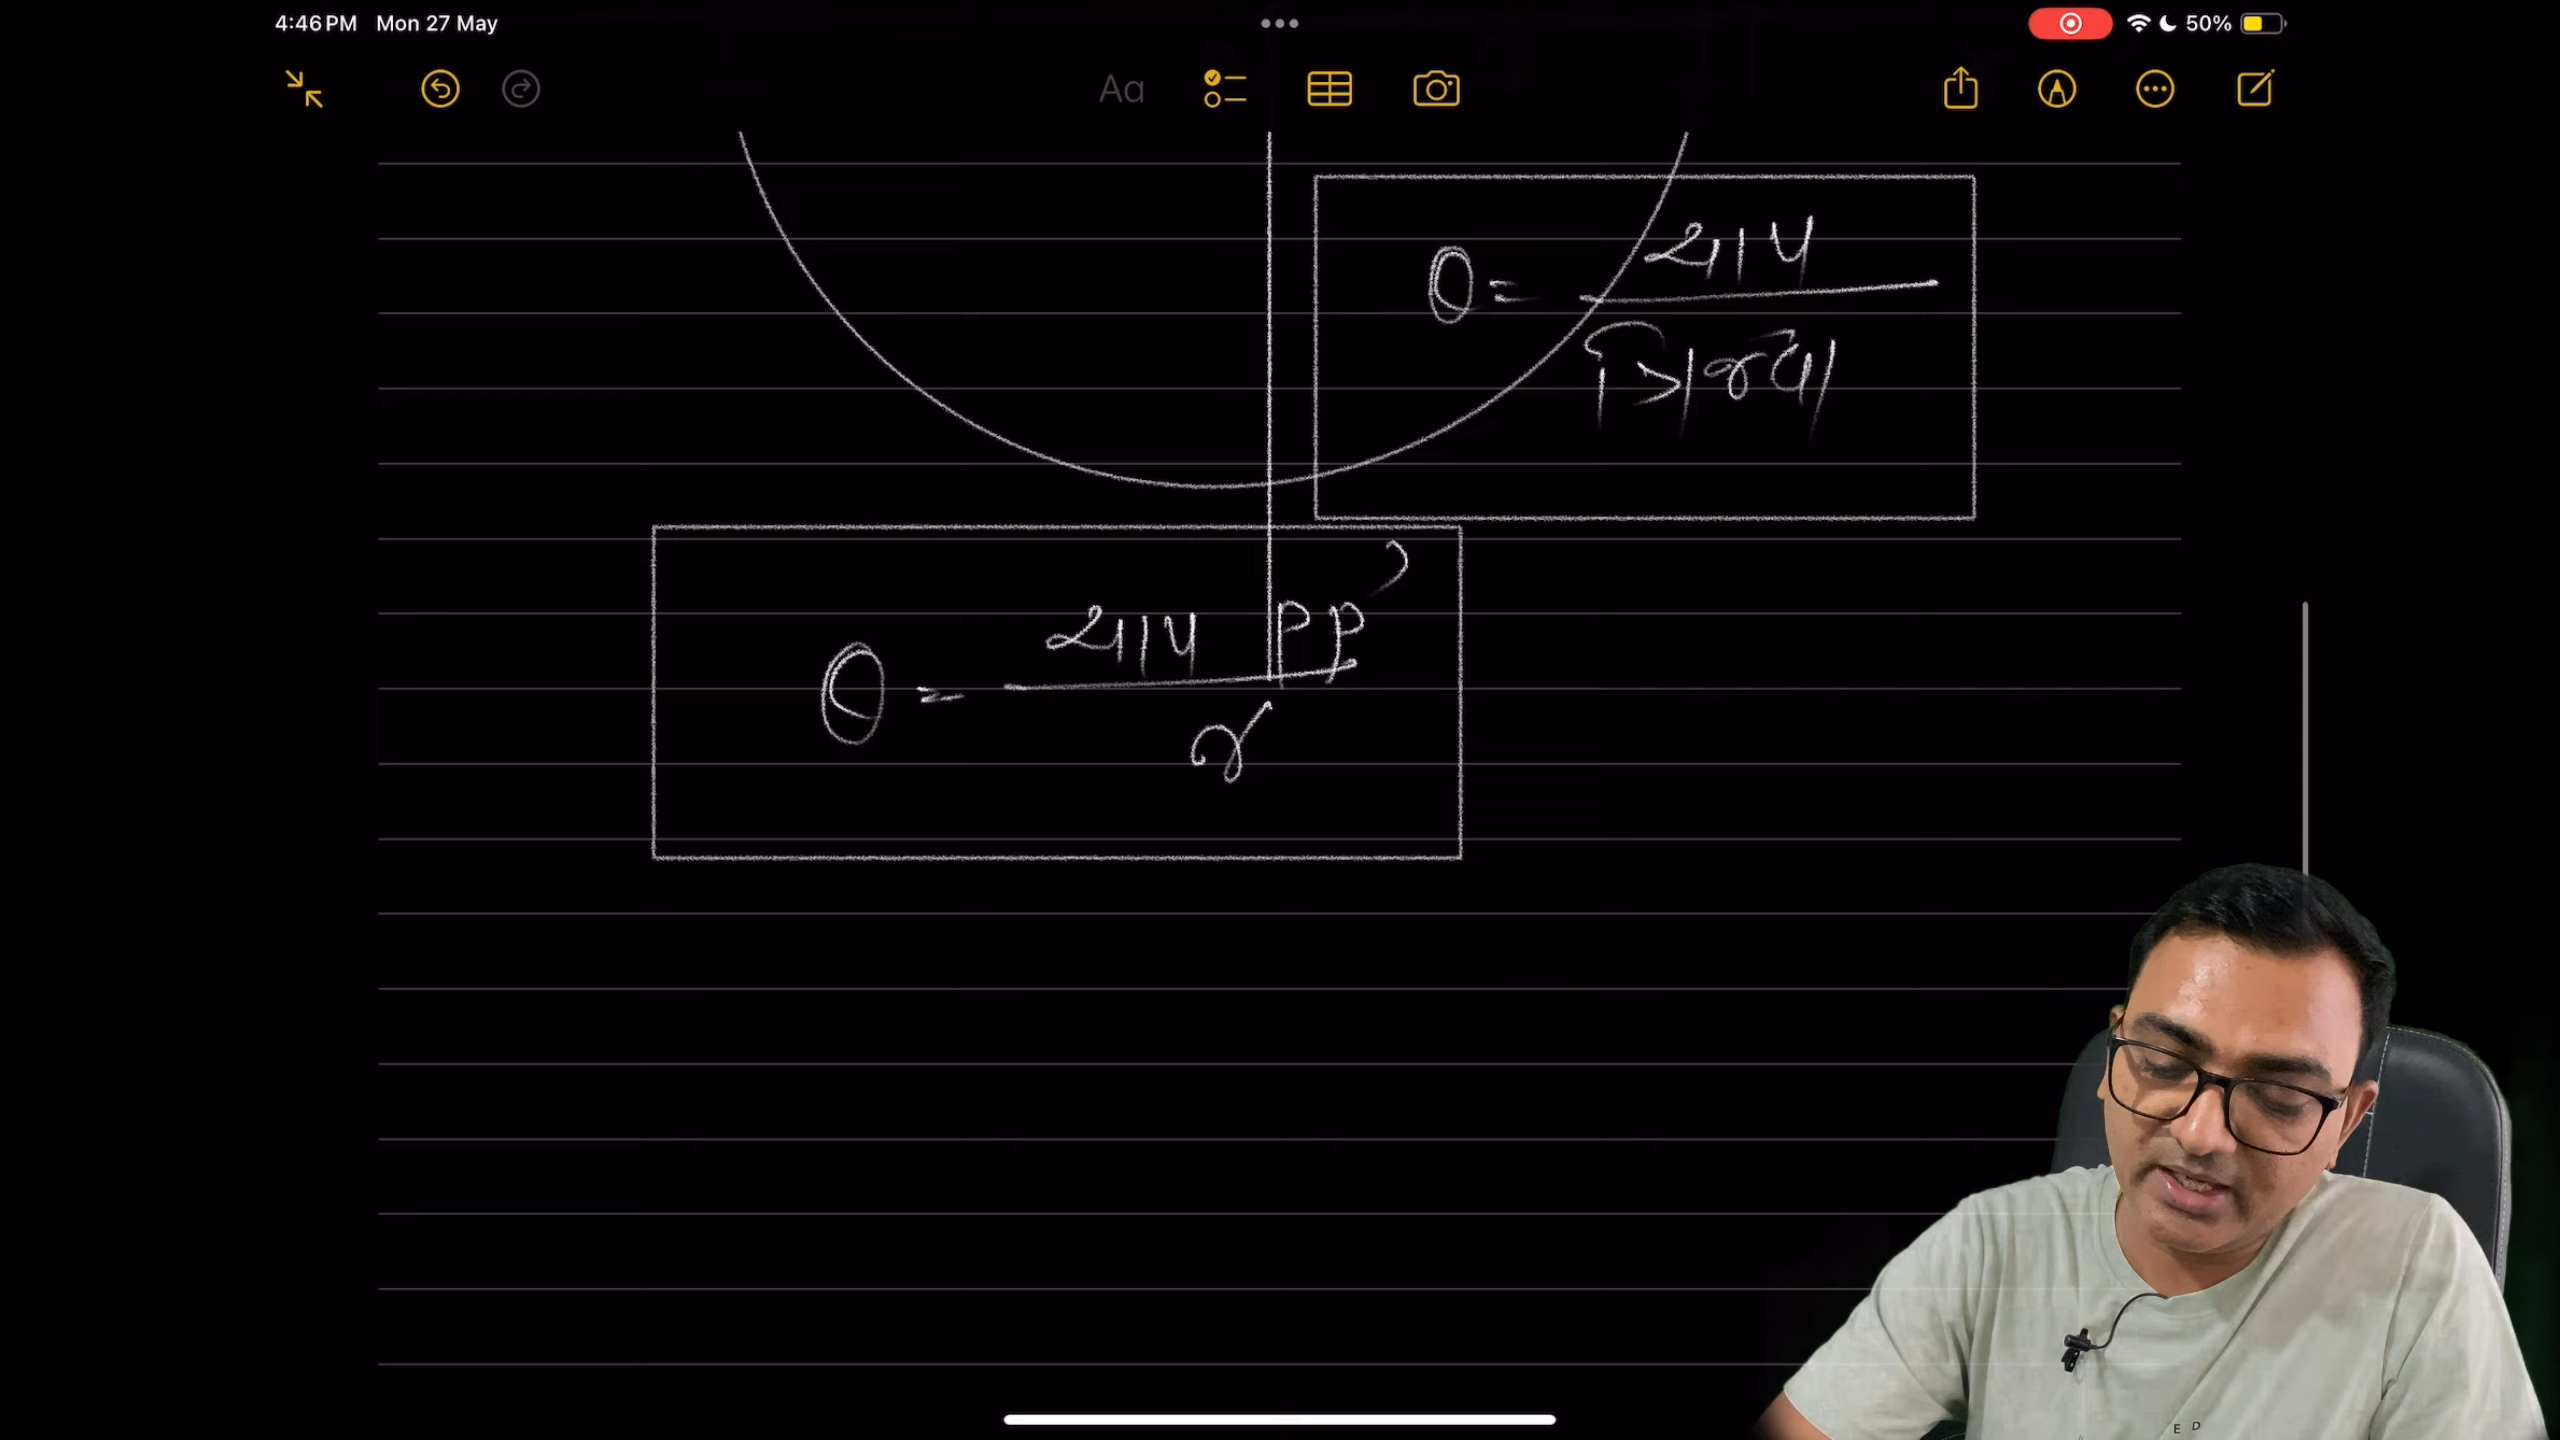 4:46 PM Mon 27 May
50%
Aa
θ = ચાપ
ત્રિજ્યા
θ = ચાપ PP'
r
E D